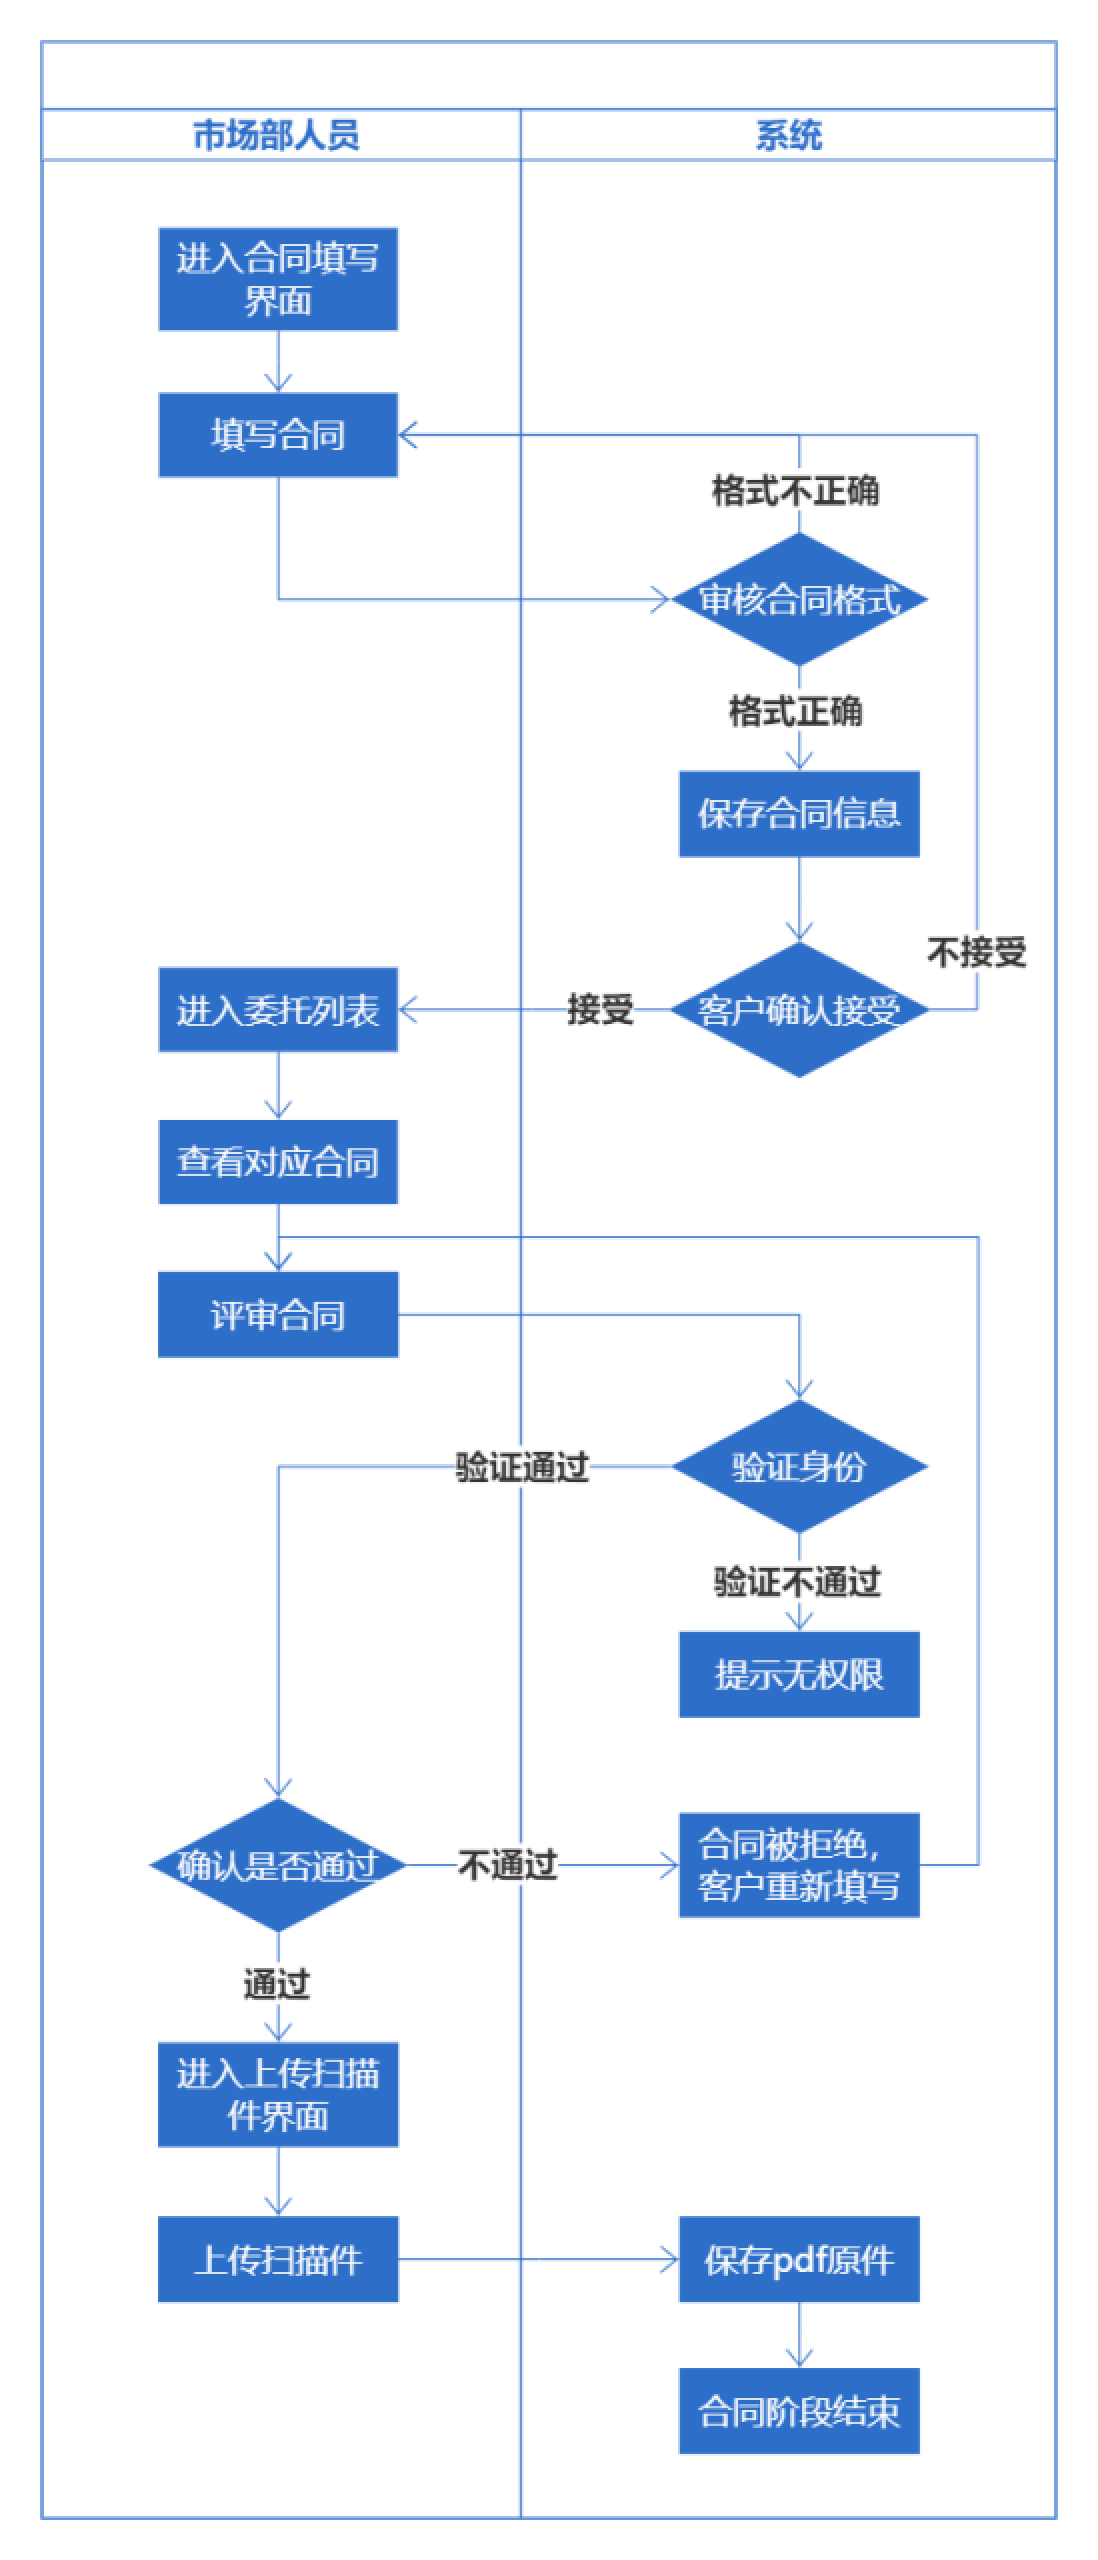 市场部人员
系统
进入合同填写
界面
填写合同
格式不正确
审核合同格式
格式正确
保存合同信息
不接受
进入委托列表
接受
客户确认接受
查看对应合同
评审合同
验证通过
验证身份
验证不通过
提示无权限
确认是否通过
不通过
合同被拒绝，
客户重新填写
通过
进入上传扫描
件界面
上传扫描件
保存pdf原件
合同阶段结束